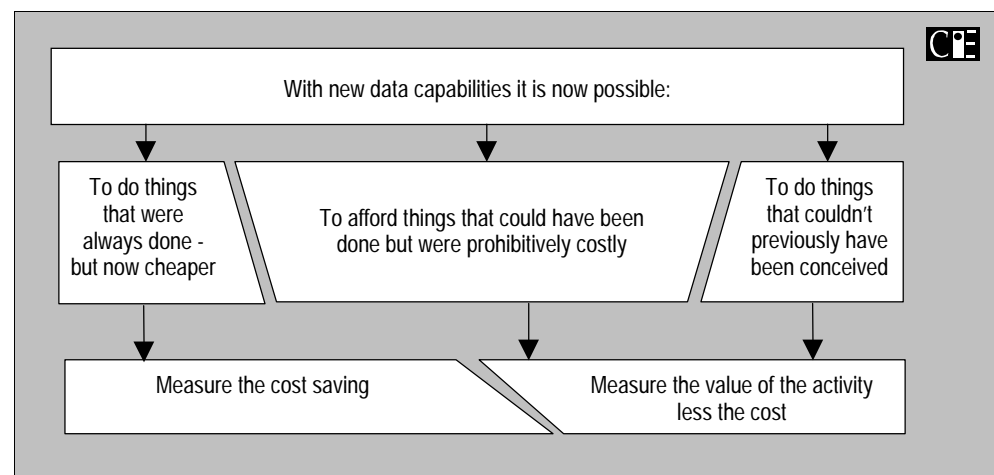 CIE
With new data capabilities it is now possible:
To do things
that were
always done -
but now cheaper
To afford things that could have been
done but were prohibitively costly
To do things
that couldn't
previously have
been conceived
Measure the cost saving
Measure the value of the activity
less the cost